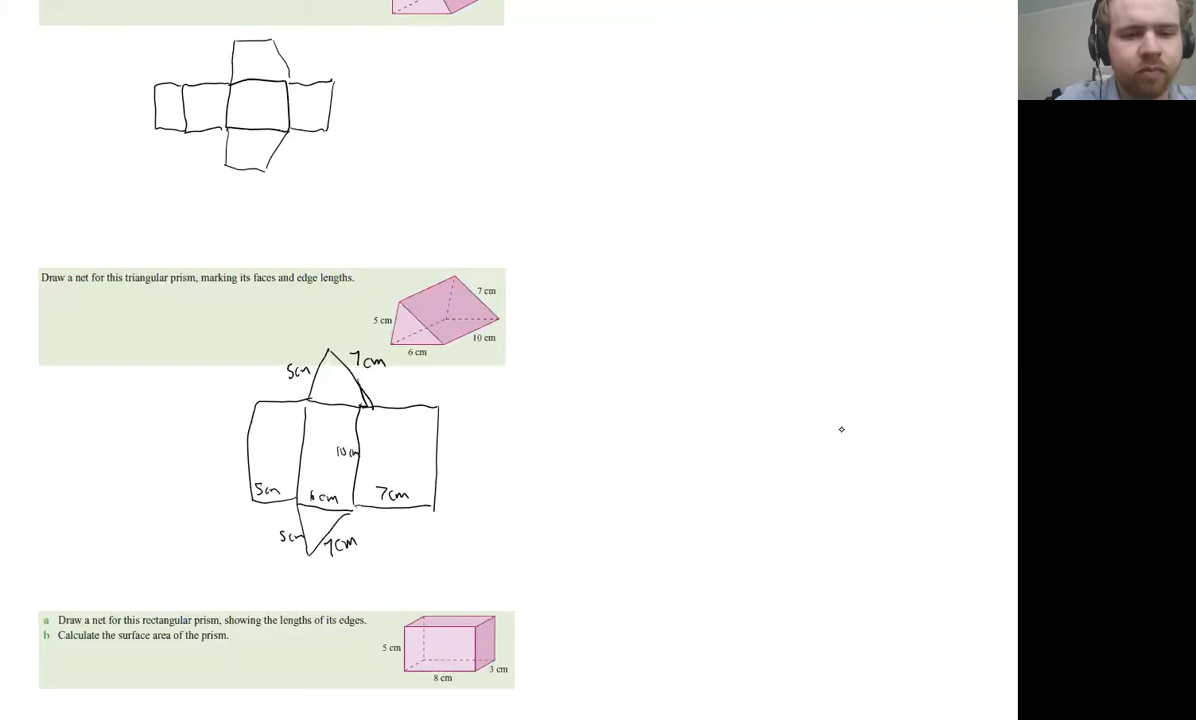 Draw a net for this triangular prism, marking its faces and edge lengths.
7 cm
5 cm
10 cm
6 cm
5cm
7cm
10cm
5cm
6cm
7cm
5cm
7cm
a Draw a net for this rectangular prism, showing the lengths of its edges.
b Calculate the surface area of the prism.
5 cm
3 cm
8 cm